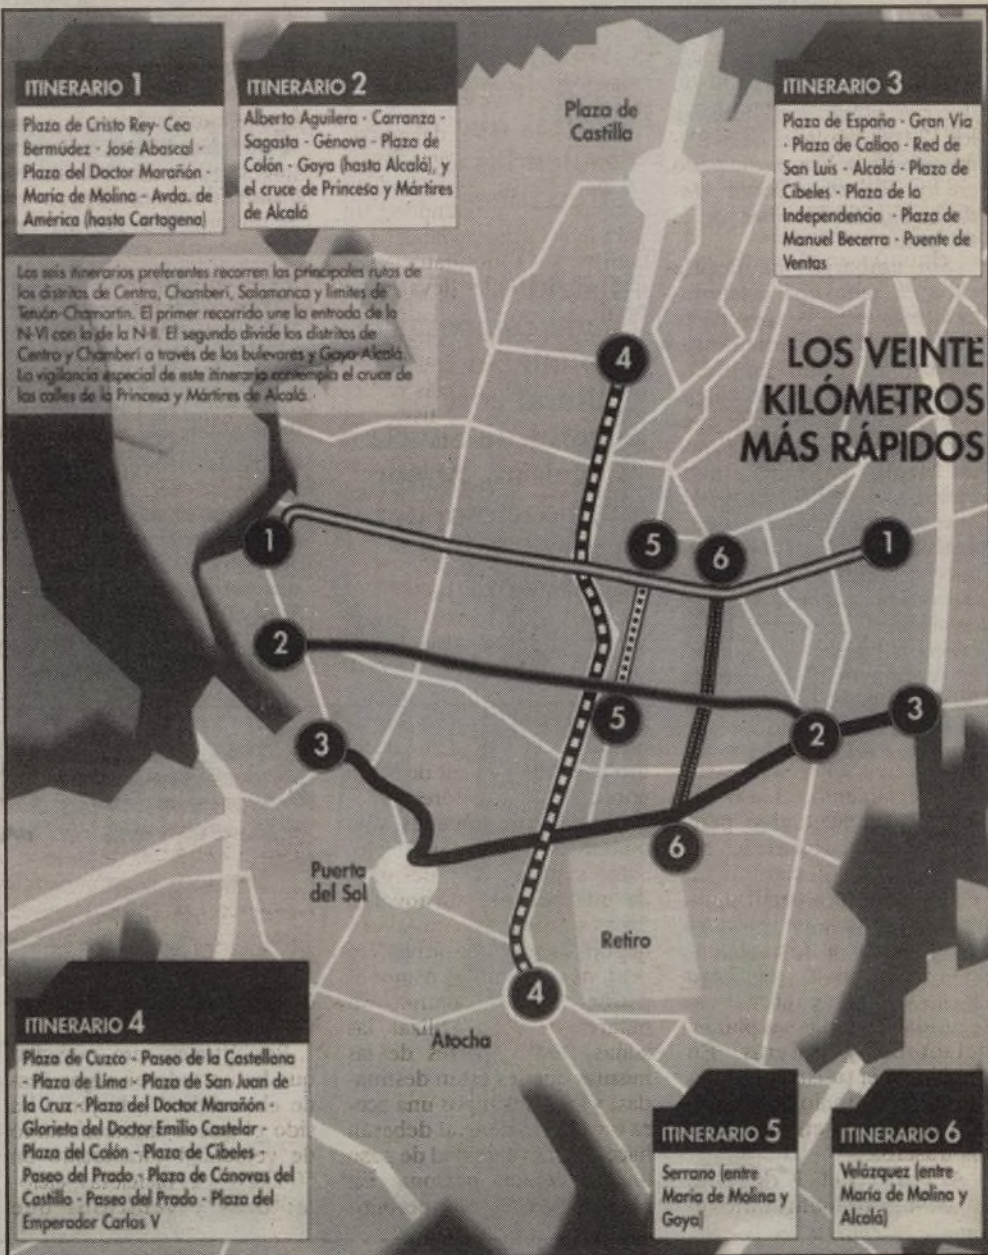 ITINERARIO 1
Plaza de Cristo Rey- Cea
Bermúdez - José Abascal -
Plaza del Doctor Marañón -
María de Molina - Avda. de
América (hasta Cartagena)
ITINERARIO 2
Alberto Aguilera - Carranza -
Sagasta - Génova - Plaza de
Colón - Goya (hasta Alcalá), y
el cruce de Princesa y Mártires
de Alcalá
ITINERARIO 3
Plaza de España - Gran Vía
- Plaza de Callao - Red de
San Luis - Alcalá - Plaza de
Cibeles - Plaza de la
Independencia - Plaza de
Manuel Becerra - Puente de
Ventas
Los seis itinerarios preferentes recorren las principales rutas de
los distritos de Centro, Chamberí, Salamanca y límites de
Tetuán-Chamartín. El primer recorrido une la entrada de la
N-VI con la de la N-II. El segundo divide los distritos de
Centro y Chamberí a través de los bulevares y Goya-Alcalá.
La vigilancia especial de este itinerario contempla el cruce de
las calles de la Princesa y Mártires de Alcalá.
LOS VEINTE
KILÓMETROS
MÁS RÁPIDOS
Plaza de
Castilla
4
1
5
6
1
2
5
3
2
3
6
Puerta
del Sol
Retiro
4
Atocha
ITINERARIO 4
Plaza de Cuzco - Paseo de la Castellana
- Plaza de Lima - Plaza de San Juan de
la Cruz - Plaza del Doctor Marañón -
Glorieta del Doctor Emilio Castelar -
Plaza del Colón - Plaza de Cibeles -
Paseo del Prado - Plaza de Cánovas del
Castillo - Paseo del Prado - Plaza del
Emperador Carlos V
ITINERARIO 5
Serrano (entre
María de Molina y
Goya)
ITINERARIO 6
Velázquez (entre
María de Molina y
Alcalá)